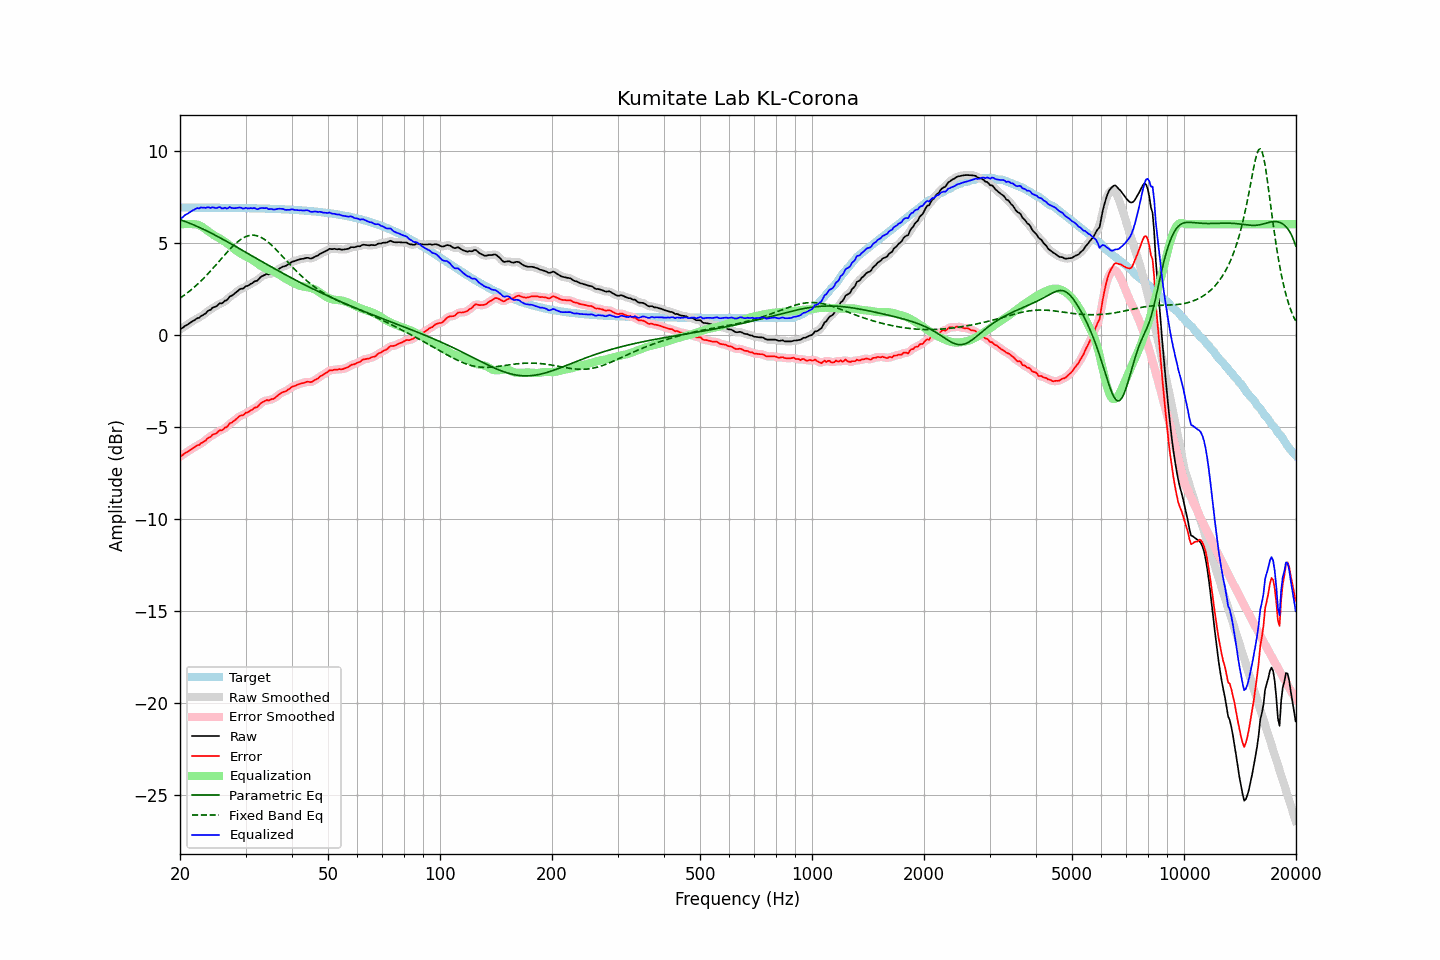 Kumitate Lab KL-Corona
10
5
0
−5
−10
−15
−20
−25
Amplitude (dBr)
Target
Raw Smoothed
Error Smoothed
Raw
Error
Equalization
Parametric Eq
Fixed Band Eq
Equalized
20 50 100 200 500 1000 2000 5000 10000 20000
Frequency (Hz)